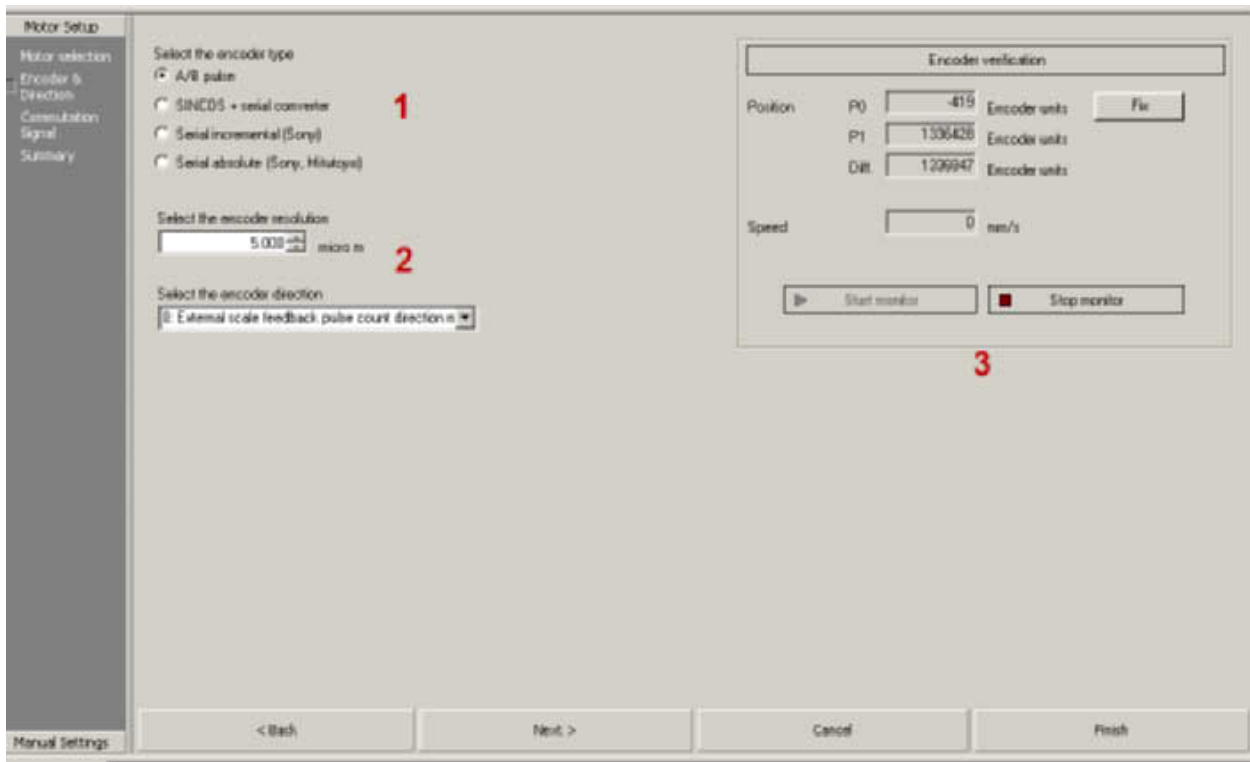 Motor Setup
Motor selection
Encoder &
Direction
Commutation
Signal
Summary
Manual Settings
Select the encoder type
A/B pulse
SINCOS + serial converter
Serial incremental (Sony)
Serial absolute (Sony, Mitutoyo)
1
Select the encoder resolution
5.000 micro m
2
Select the encoder direction
0: External scale feedback pulse count direction n
Encoder verification
Position P0 -419 Encoder units Fix
P1 1336428 Encoder units
Diff. Encoder units
Speed 0 mm/s
Start monitor Stop monitor
3
< Back Next > Cancel Finish